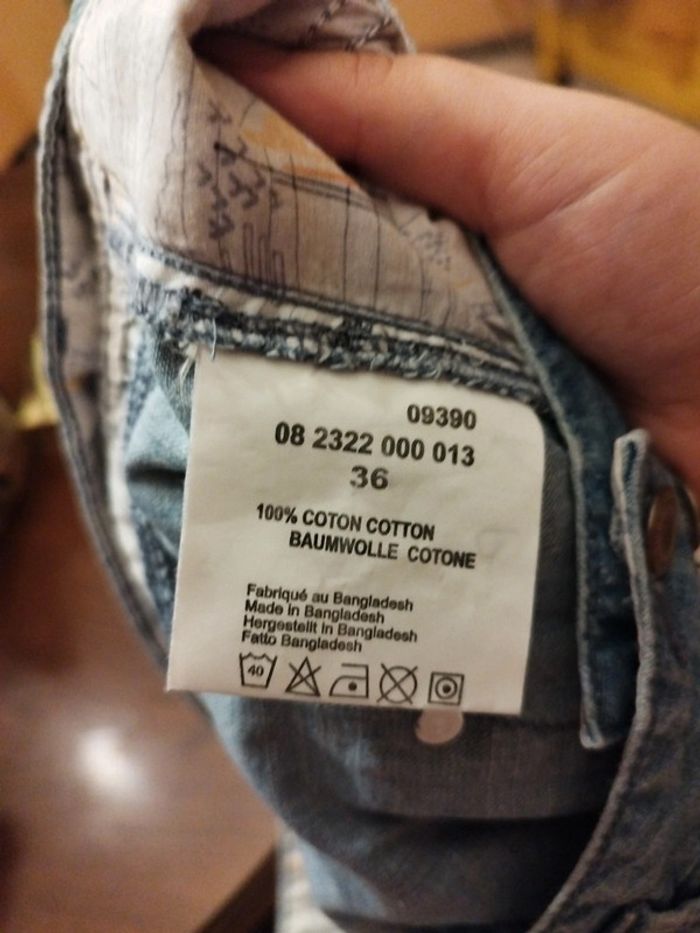 09390
08 2322 000 013
36
100% COTON COTTON
BAUMWOLLE COTONE
Fabriqué au Bangladesh
Made in Bangladesh
Hergestellt in Bangladesh
Fatto Bangladesh
40